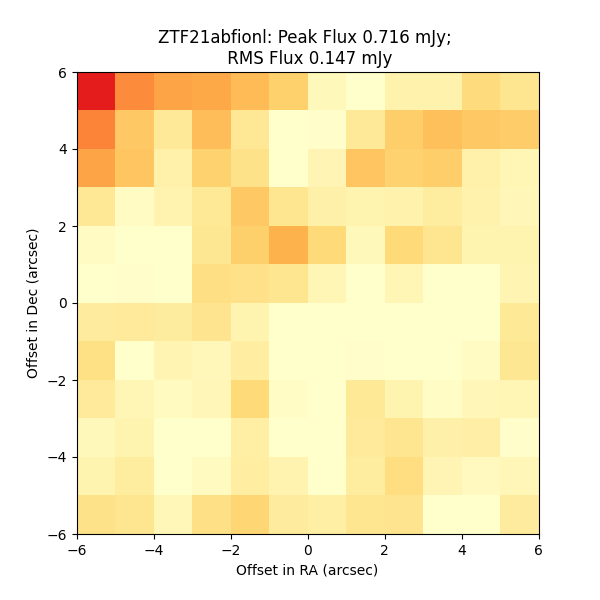 ZTF21abfionl: Peak Flux 0.716 mJy;
RMS Flux 0.147 mJy
6
4
2
0
−2
−4
−6
Offset in Dec (arcsec)
−6 −4 −2 0 2 4 6
Offset in RA (arcsec)